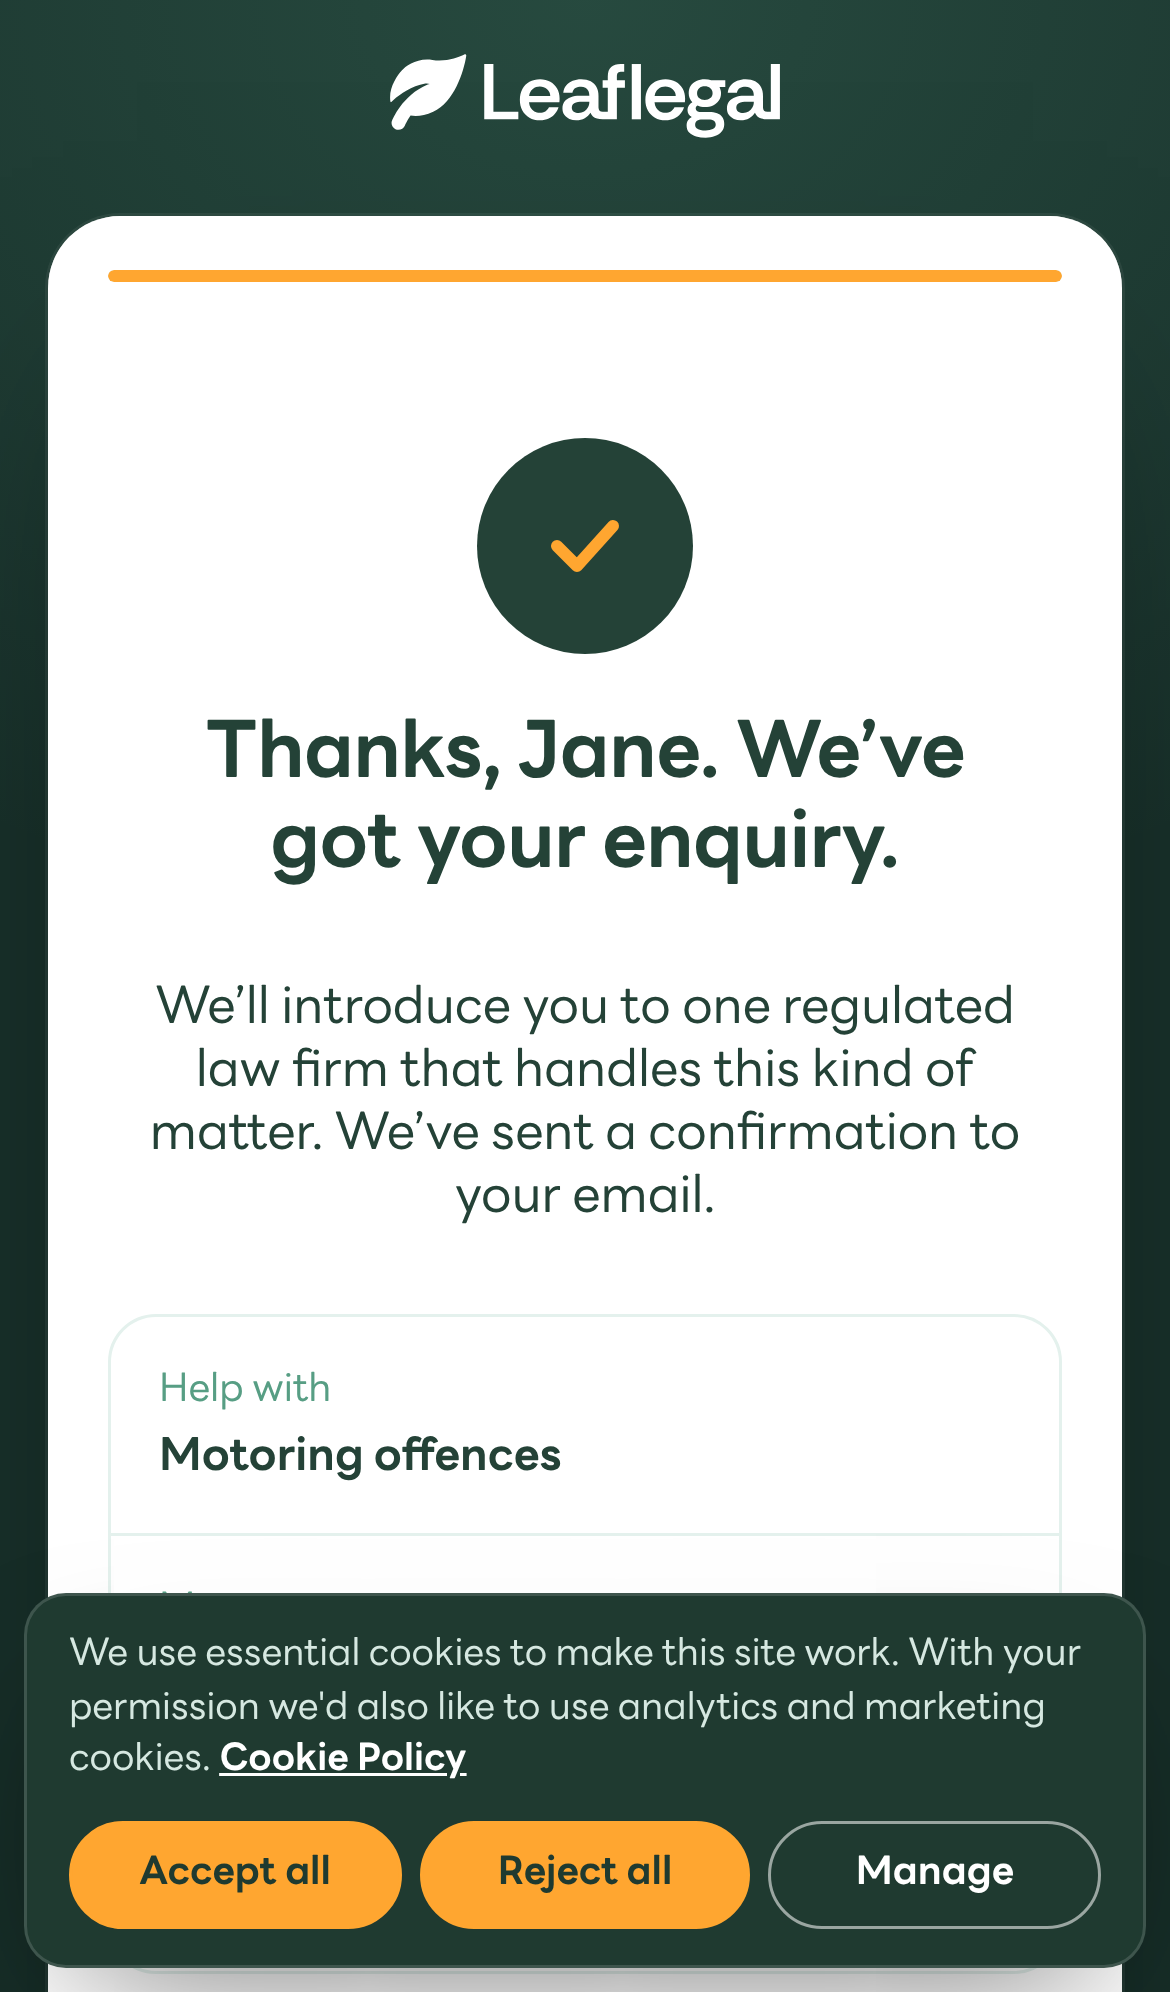 Leaflegal
Thanks, Jane. We’ve
got your enquiry.
We’ll introduce you to one regulated
law firm that handles this kind of
matter. We’ve sent a confirmation to
your email.
Help with
Motoring offences
We use essential cookies to make this site work. With your
permission we'd also like to use analytics and marketing
cookies. Cookie Policy
Accept all
Reject all
Manage